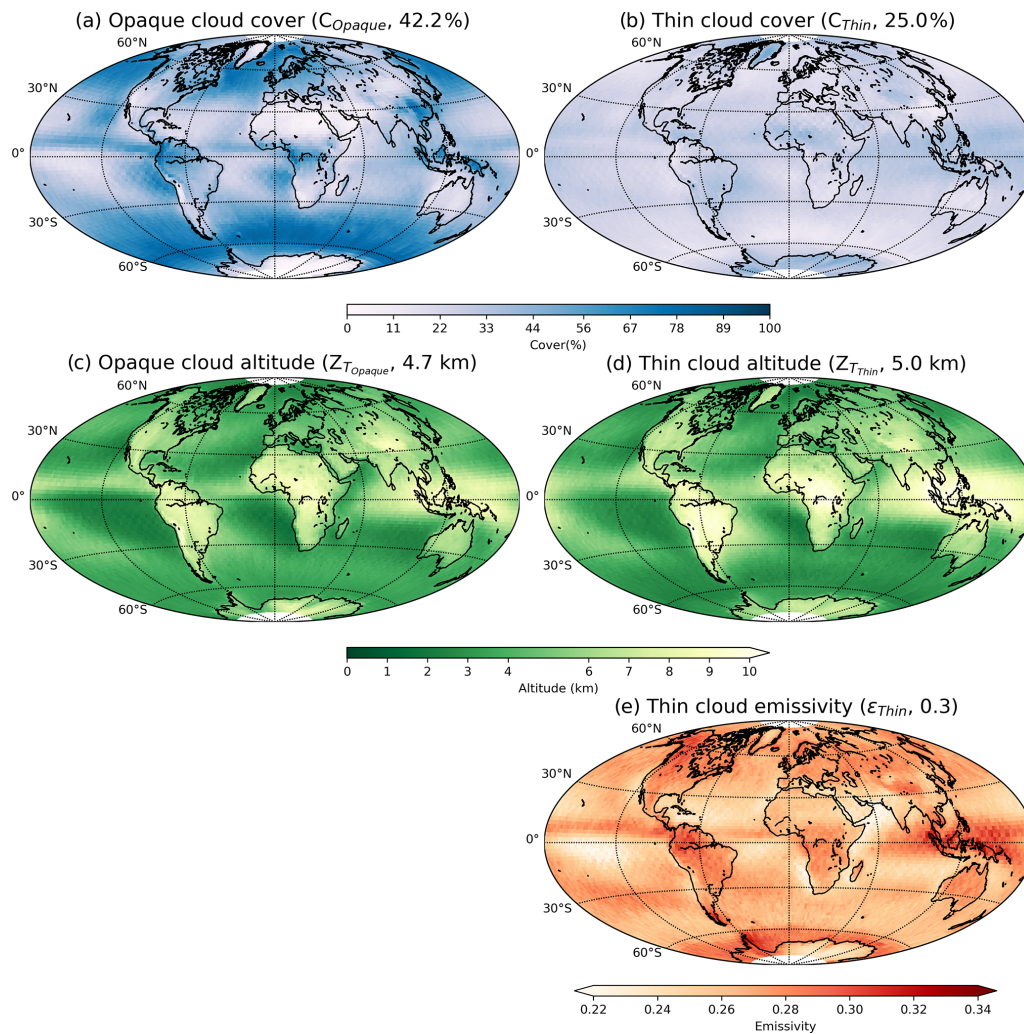 (a) Opaque cloud cover (C_Opaque, 42.2%)
60°N
30°N
0°
30°S
60°S
(b) Thin cloud cover (C_Thin, 25.0%)
60°N
30°N
0°
30°S
60°S
0 11 22 33 44 56 67 78 89 100
Cover(%)
(c) Opaque cloud altitude (Z_T_Opaque, 4.7 km)
60°N
30°N
0°
30°S
60°S
(d) Thin cloud altitude (Z_T_Thin, 5.0 km)
60°N
30°N
0°
30°S
60°S
0 1 2 3 4 6 7 8 9 10
Altitude (km)
(e) Thin cloud emissivity (ε_Thin, 0.3)
60°N
30°N
0°
30°S
60°S
0.22 0.24 0.26 0.28 0.30 0.32 0.34
Emissivity